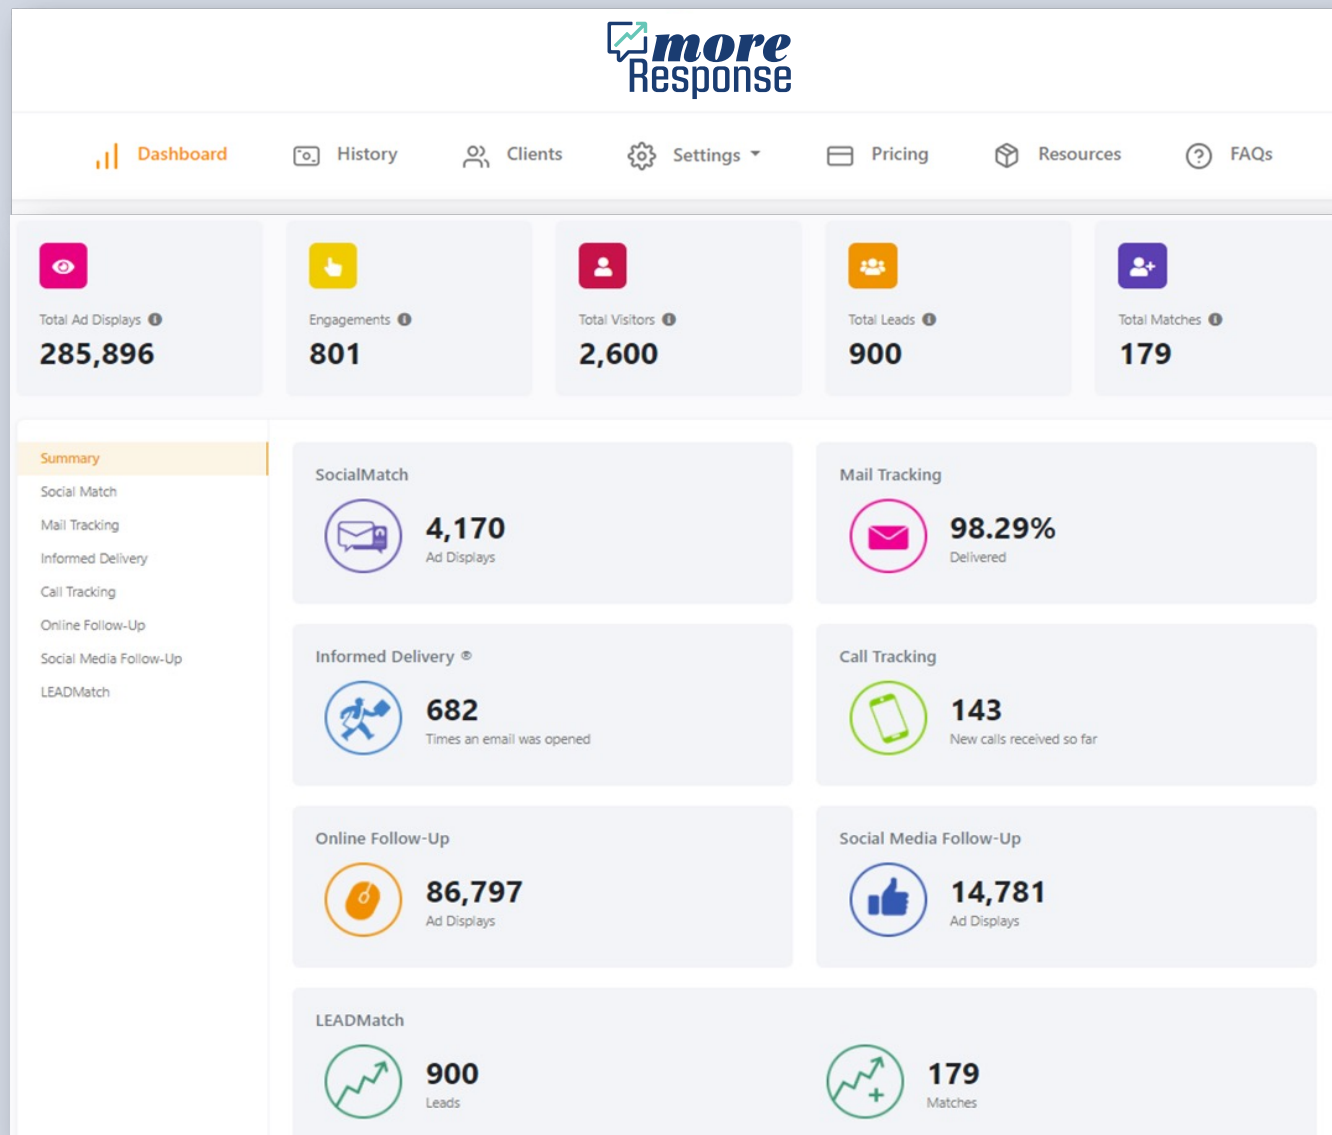 more
Response
Dashboard History Clients Settings Pricing Resources FAQs
Total Ad Displays Engagements Total Visitors Total Leads Total Matches
285,896 801 2,600 900 179
Summary
Social Match
Mail Tracking
Informed Delivery
Call Tracking
Online Follow-Up
Social Media Follow-Up
LEADMatch
SocialMatch
4,170
Ad Displays
Mail Tracking
98.29%
Delivered
Informed Delivery ®
682
Times an email was opened
Call Tracking
143
New calls received so far
Online Follow-Up
86,797
Ad Displays
Social Media Follow-Up
14,781
Ad Displays
LEADMatch
900
Leads
179
Matches